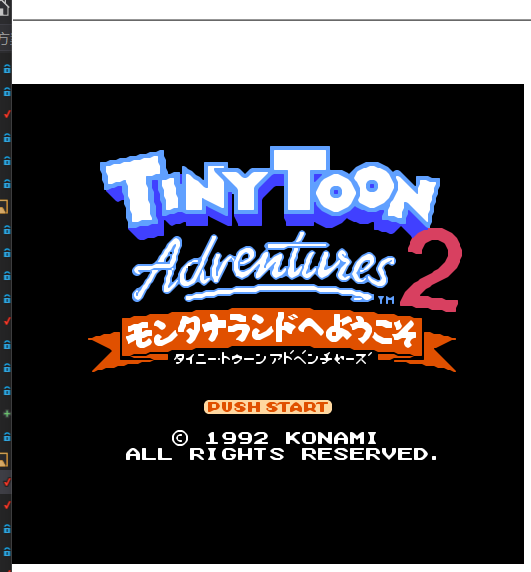 TINY TOON
Adventures 2
TM
モンタナランドへようこそ
タイニートゥーンアドベンチャーズ
PUSH START
© 1992 KONAMI
ALL RIGHTS RESERVED.